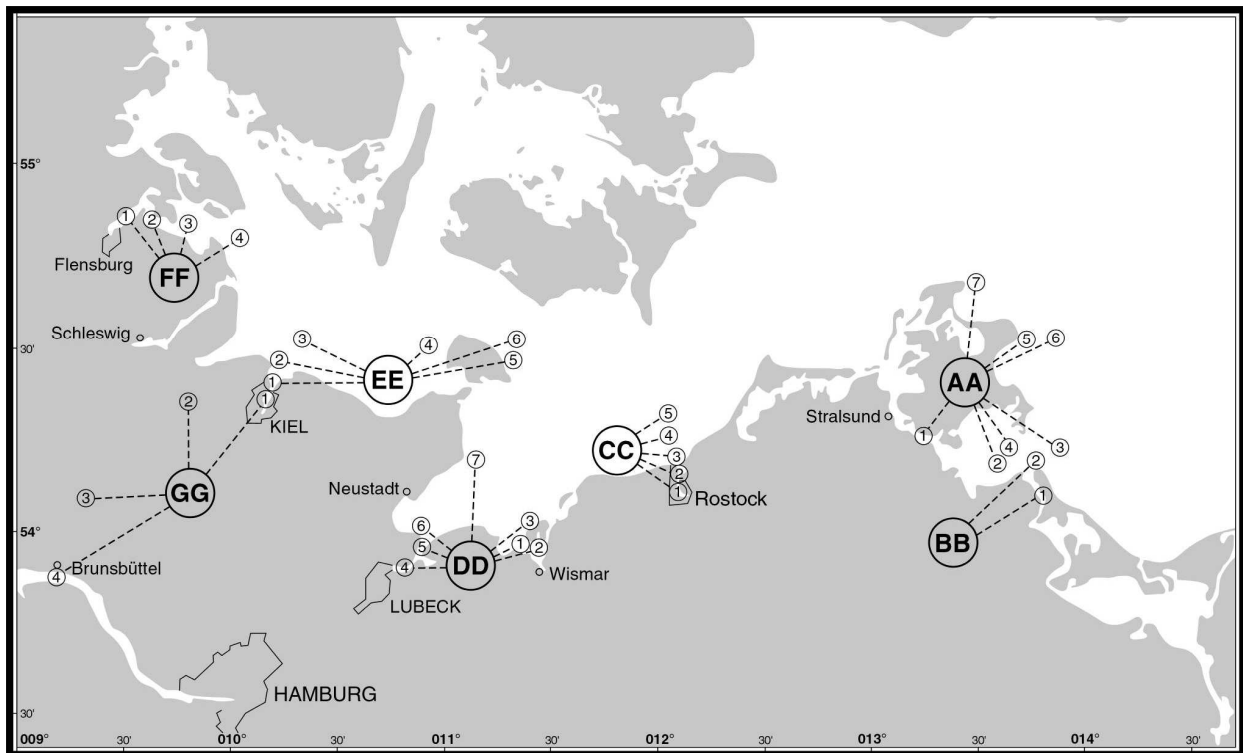 55°
1
2
3
4
Flensburg
FF
7
Schleswig
30'
3
4
6
5
6
2
5
EE
AA
1
1
2
KIEL
5
Stralsund
4
1
CC
3
4
3
2
2
2
7
GG
Neustadt
1
Rostock
1
3
6
3
54°
5
1
2
BB
4
DD
Brunsbüttel
4
Wismar
LUBECK
HAMBURG
30'
009° 30' 010° 30' 011° 30' 012° 30' 013° 30' 014° 30'